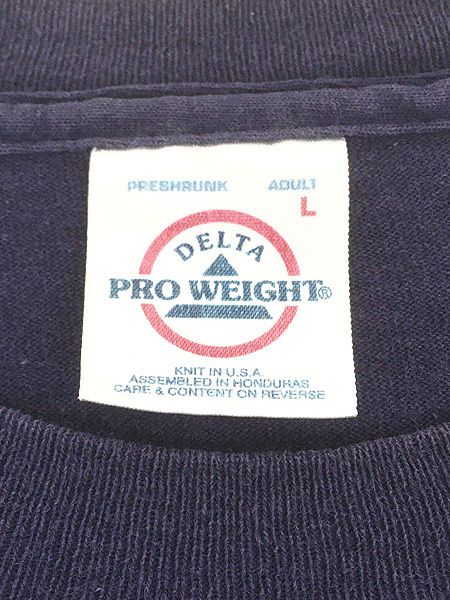 PRESHRUNK ADULT
L
DELTA
PRO WEIGHT®
KNIT IN U.S.A.
ASSEMBLED IN HONDURAS
CARE & CONTENT ON REVERSE